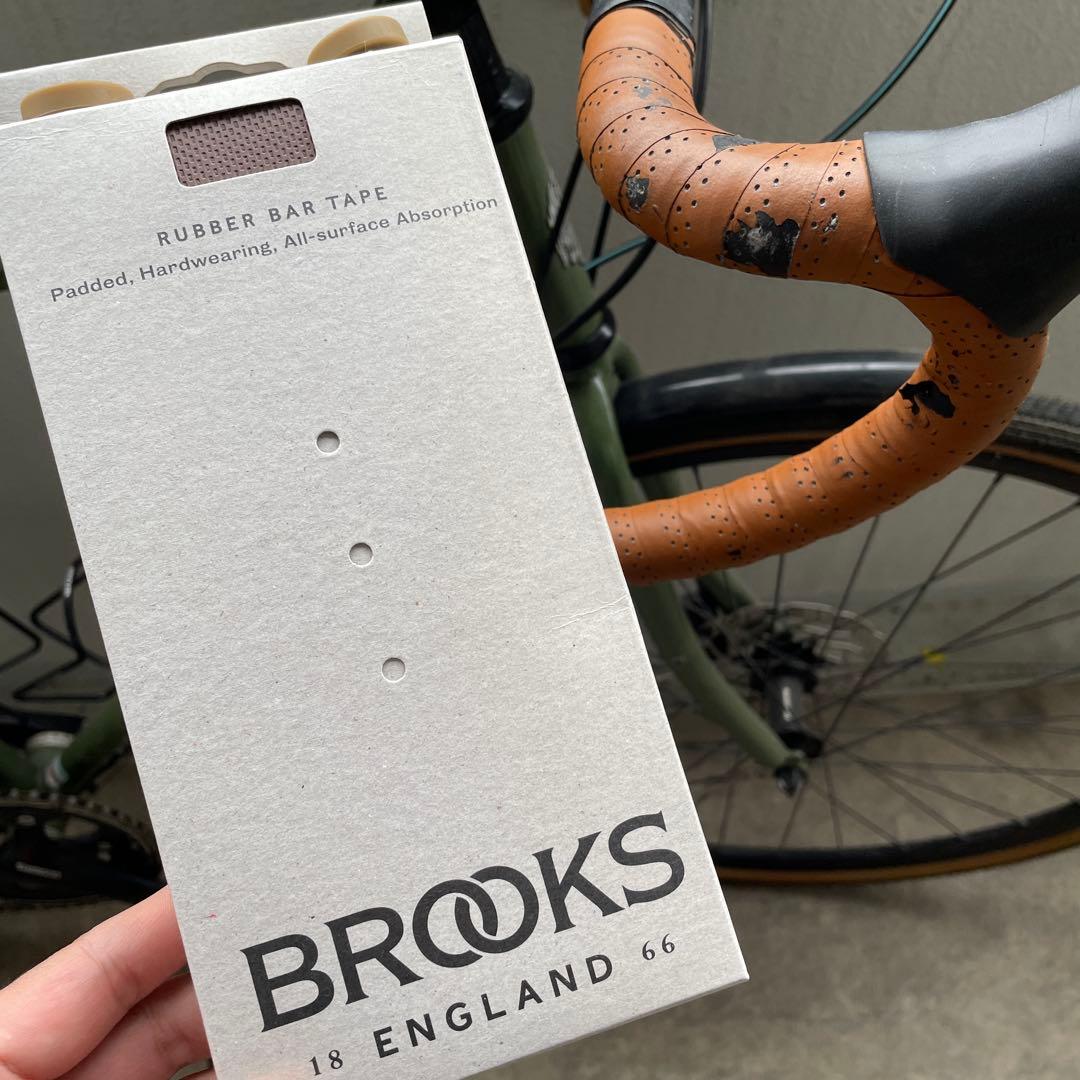 RUBBER BAR TAPE
Padded, Hardwearing, All-surface Absorption
BROOKS
18 ENGLAND 66